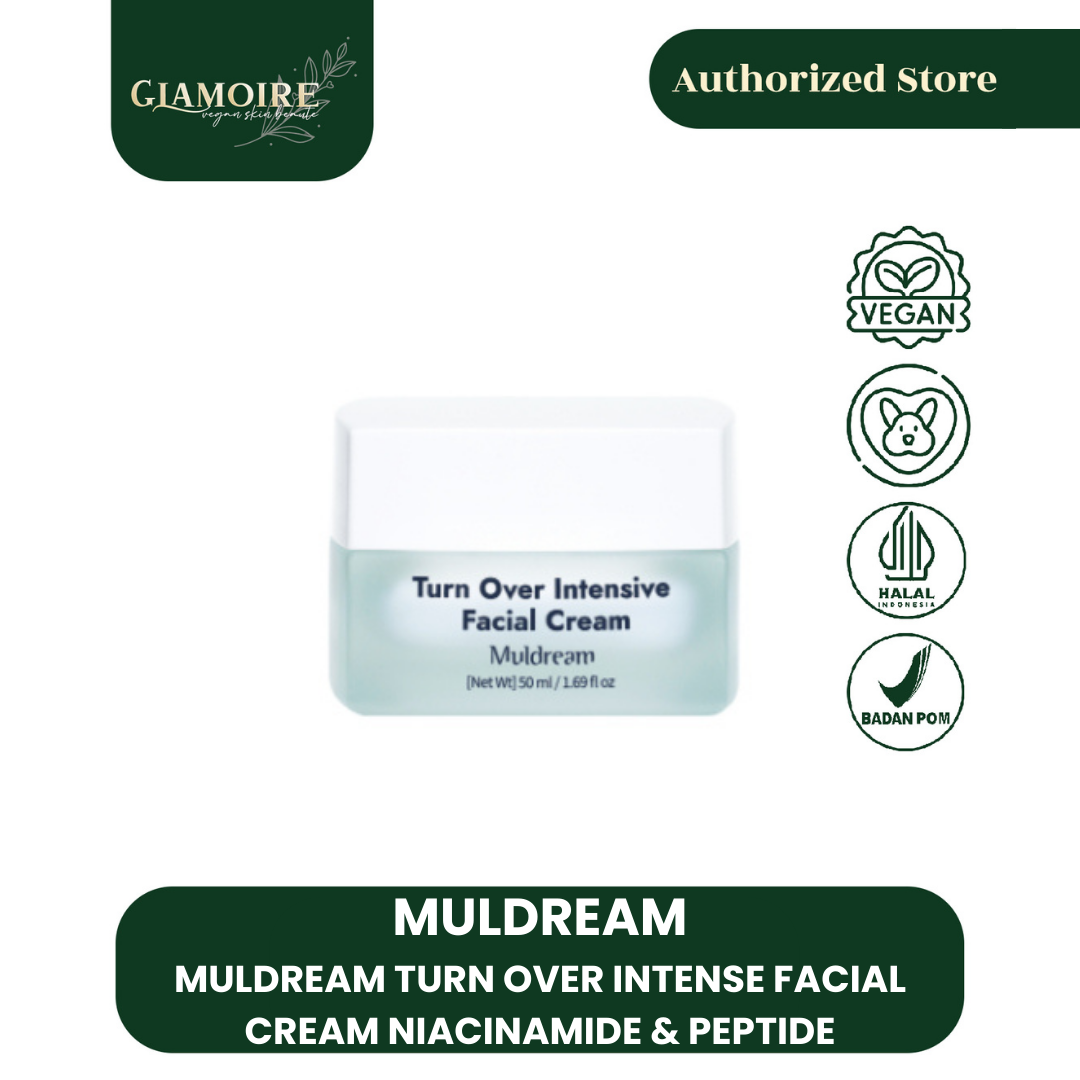 GLAMOIRE
vegan skin beaute
Authorized Store
VEGAN
HALAL
INDONESIA
BADAN POM
Turn Over Intensive
Facial Cream
Muldream
[Net Wt] 50 ml / 1.69 fl oz
MULDREAM
MULDREAM TURN OVER INTENSE FACIAL
CREAM NIACINAMIDE & PEPTIDE